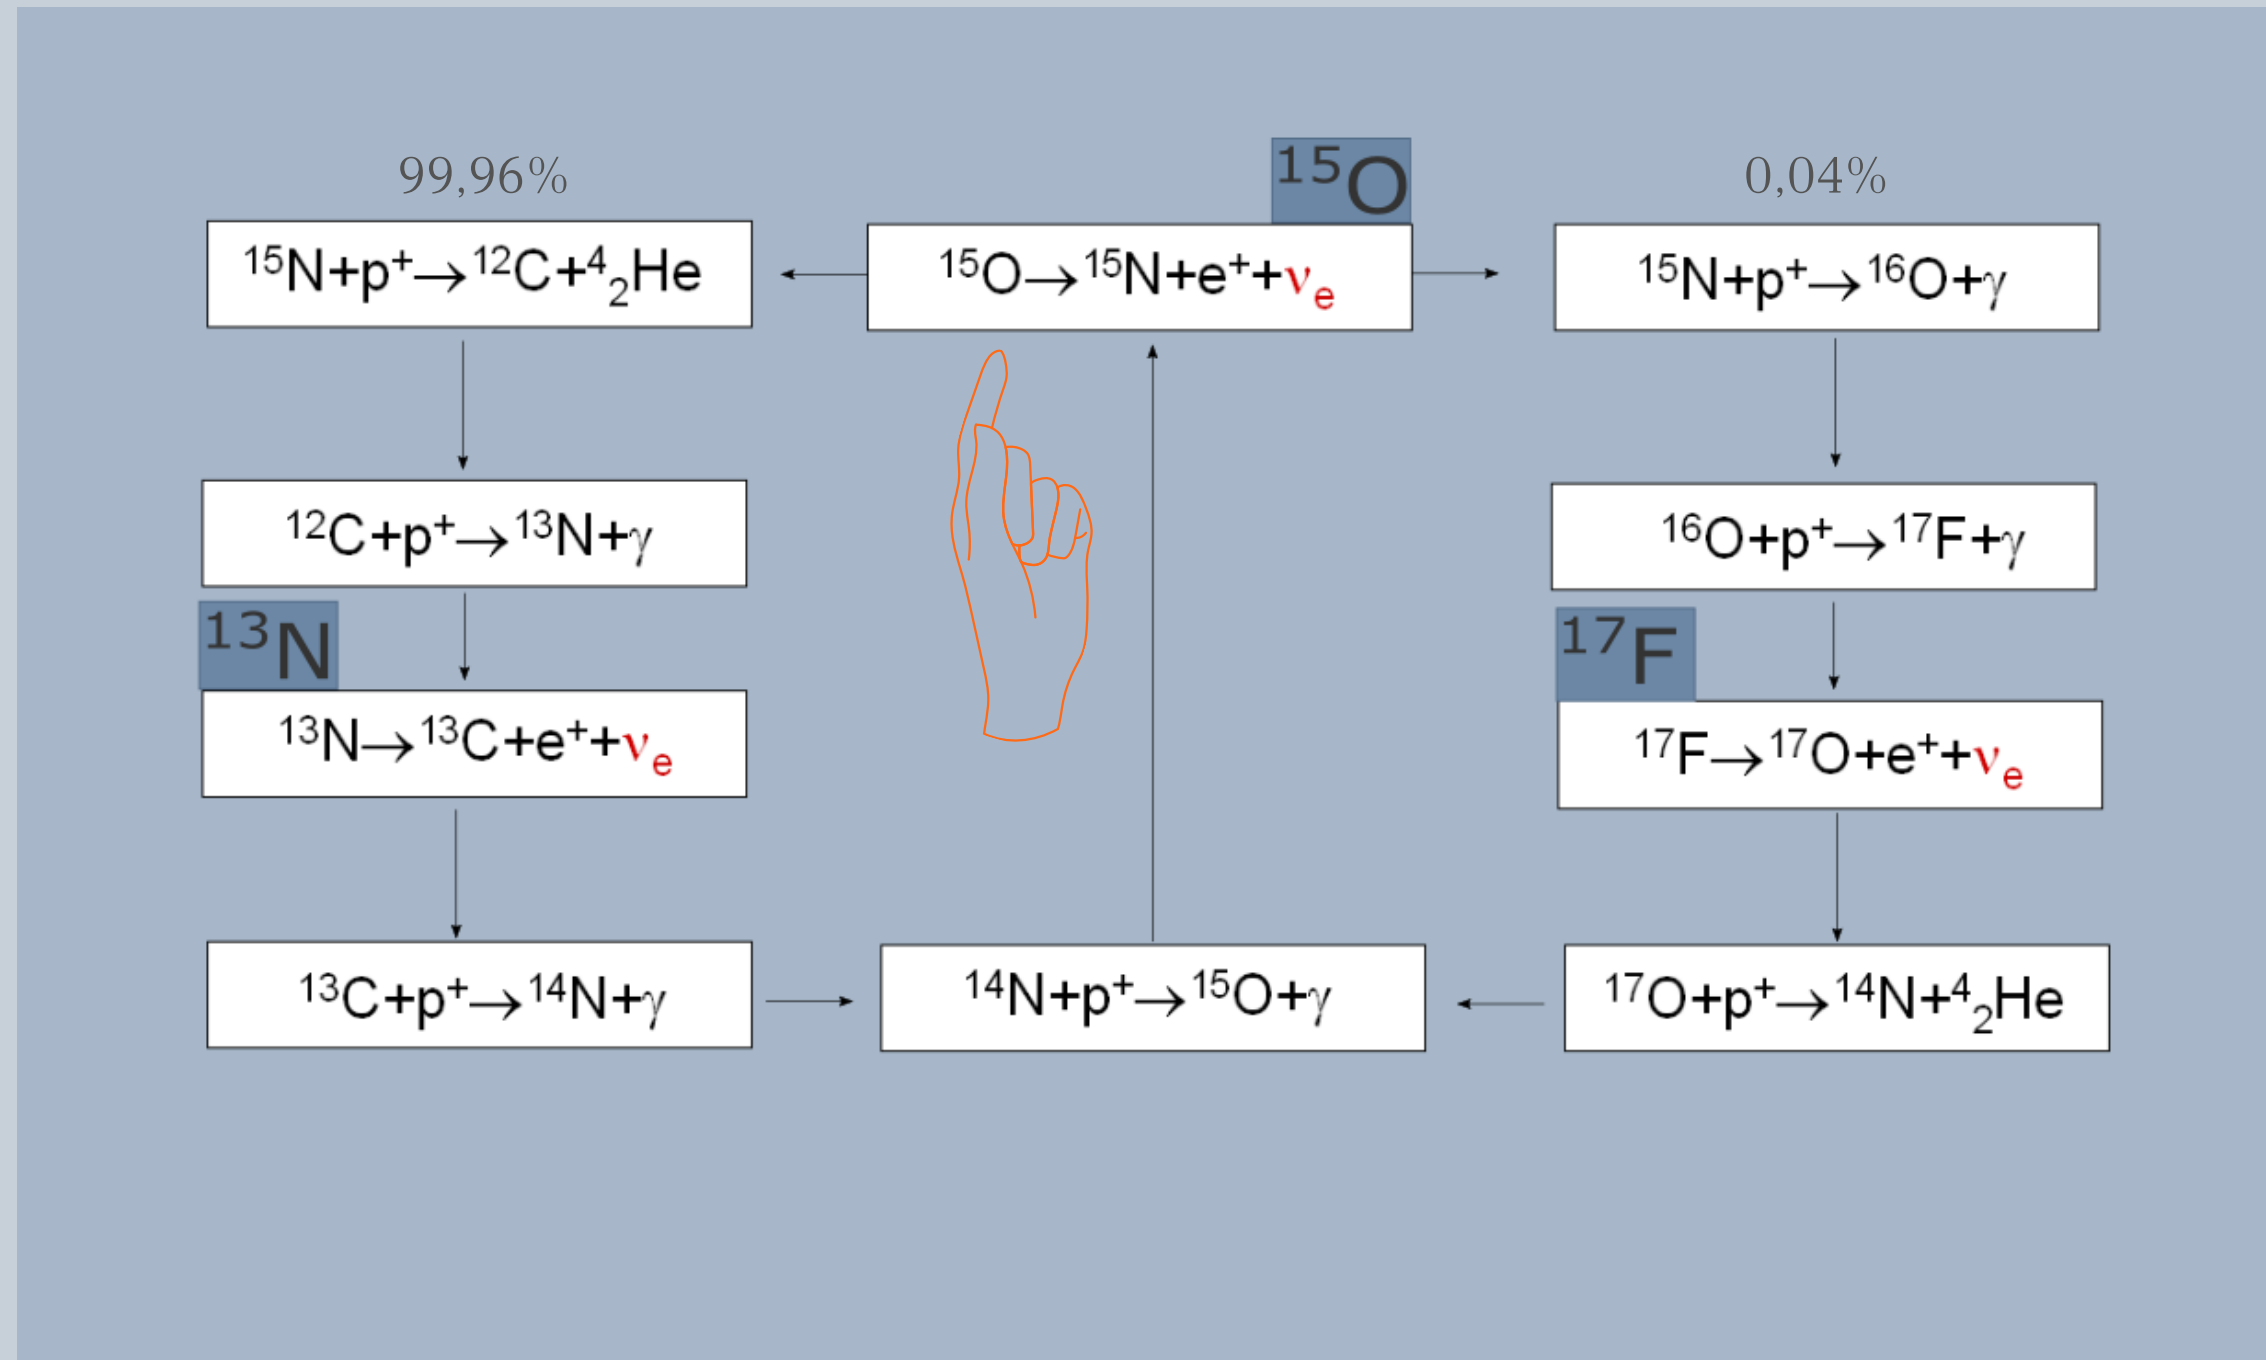 99,96%
¹⁵O
0,04%
¹⁵N+p⁺→¹²C+⁴₂He
¹⁵O→¹⁵N+e⁺+νₑ
¹⁵N+p⁺→¹⁶O+γ
¹²C+p⁺→¹³N+γ
¹⁶O+p⁺→¹⁷F+γ
¹³N
¹⁷F
¹³N→¹³C+e⁺+νₑ
¹⁷F→¹⁷O+e⁺+νₑ
¹³C+p⁺→¹⁴N+γ
¹⁴N+p⁺→¹⁵O+γ
¹⁷O+p⁺→¹⁴N+⁴₂He